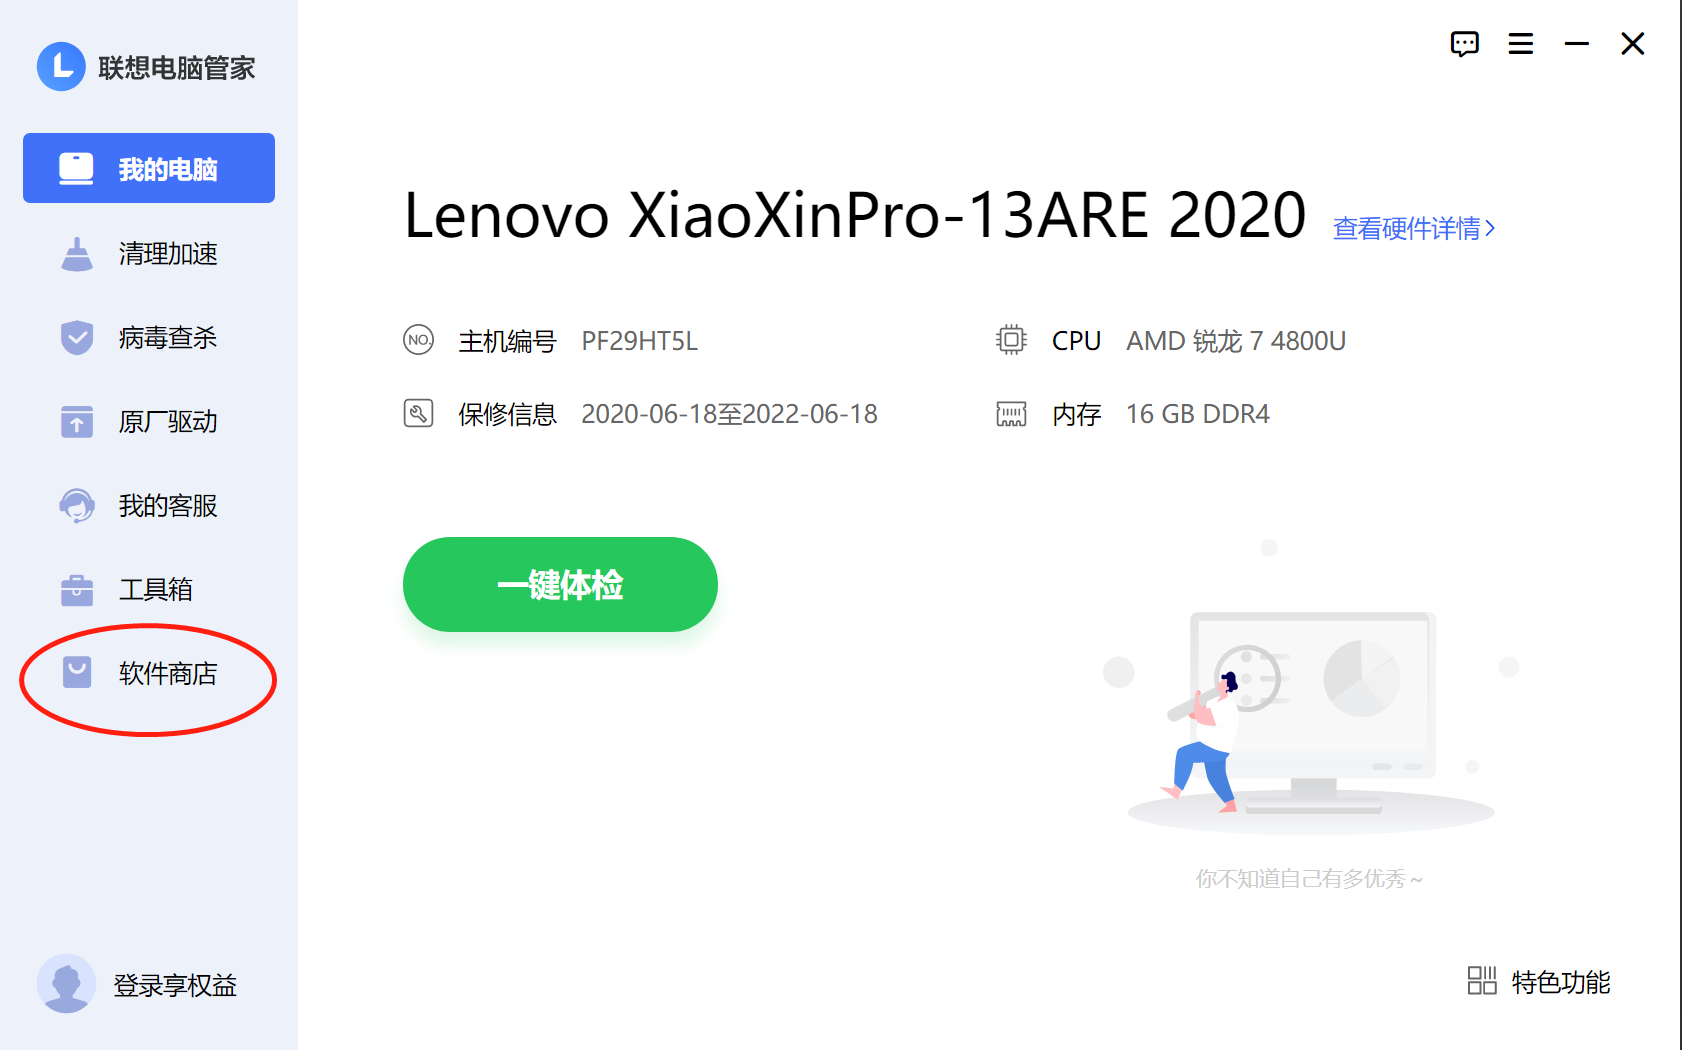 联想电脑管家
我的电脑
清理加速
病毒查杀
原厂驱动
我的客服
工具箱
软件商店
登录享权益
Lenovo XiaoXinPro-13ARE 2020 查看硬件详情
NO. 主机编号 PF29HT5L
CPU AMD 锐龙 7 4800U
保修信息 2020-06-18至2022-06-18
内存 16 GB DDR4
一键体检
你不知道自己有多优秀~
特色功能